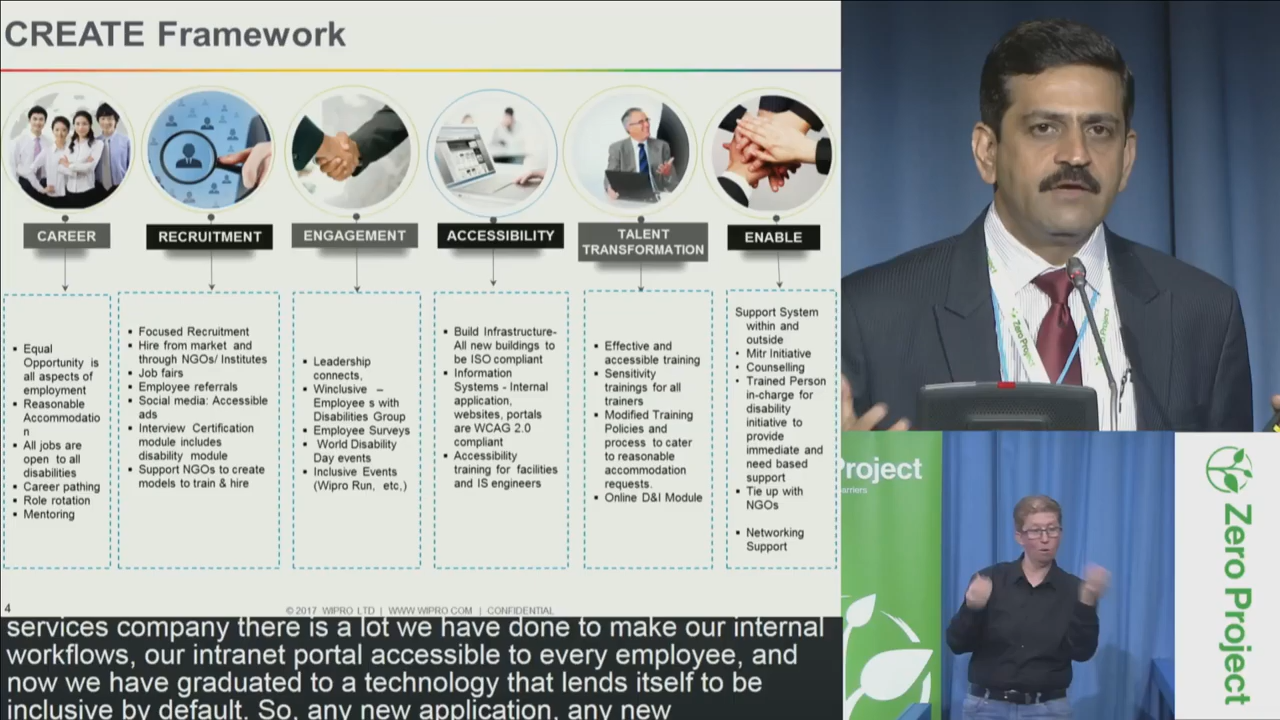 CREATE Framework
CAREER
Equal
Opportunity is
all aspects of
employment
Reasonable
Accommodatio
n
All jobs are
open to all
disabilities
Career pathing
Role rotation
Mentoring
RECRUITMENT
Focused Recruitment
Hire from market and
through NGOs/ Institutes
Job fairs
Employee referrals
Social media: Accessible
ads
Interview Certification
module includes
disability module
Support NGOs to create
models to train & hire
ENGAGEMENT
Leadership
connects,
Winclusive –
Employee s with
Disabilities Group
Employee Surveys
World Disability
Day events
Inclusive Events
(Wipro Run, etc,)
ACCESSIBILITY
Build Infrastructure-
All new buildings to
be ISO compliant
Information
Systems - Internal
application,
websites, portals
are WCAG 2.0
compliant
Accessibility
training for facilities
and IS engineers
TALENT
TRANSFORMATION
Effective and
accessible training
Sensitivity
trainings for all
trainers
Modified Training
Policies and
process to cater
to reasonable
accommodation
requests.
Online D&I Module
ENABLE
Support System
within and
outside
Mitr Initiative
Counselling
Trained Person
in-charge for
disability
initiative to
provide
immediate and
need based
support
Tie up with
NGOs
Networking
Support
4
© 2017 WIPRO LTD | WWW.WIPRO.COM | CONFIDENTIAL
services company there is a lot we have done to make our internal
workflows, our intranet portal accessible to every employee, and
now we have graduated to a technology that lends itself to be
inclusive by default. So, any new application, any new
Zero Project
Zero Project
Project
arriers
Zero Project